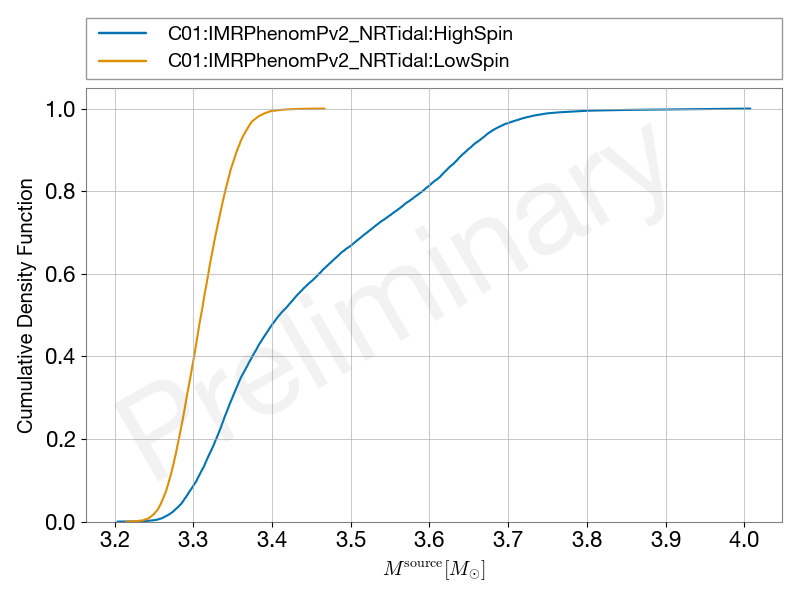 C01:IMRPhenomPv2_NRTidal:HighSpin
C01:IMRPhenomPv2_NRTidal:LowSpin
1.0
0.8
0.6
0.4
0.2
0.0
Cumulative Density Function
Preliminary
3.2 3.3 3.4 3.5 3.6 3.7 3.8 3.9 4.0
M^source[M_⊙]